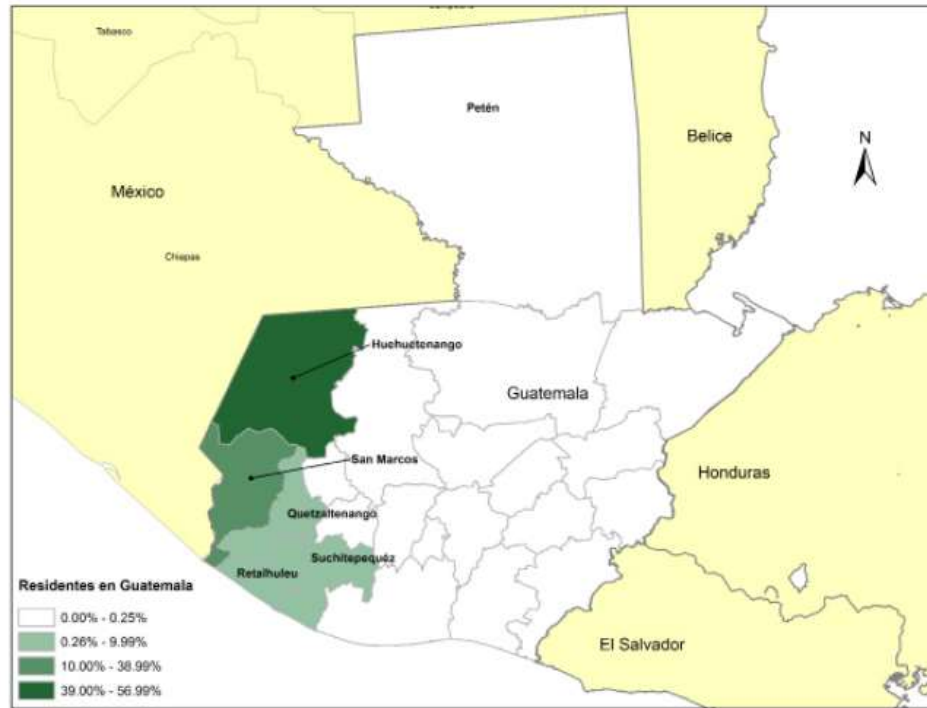 Tabasco
Petén
Belice
N
México
Chiapas
Huehuetenango
Guatemala
San Marcos
Honduras
Quetzaltenango
Suchitepequéz
Retalhuleu
Residentes en Guatemala
0.00% - 0.25%
0.26% - 9.99%
10.00% - 38.99%
39.00% - 56.99%
El Salvador